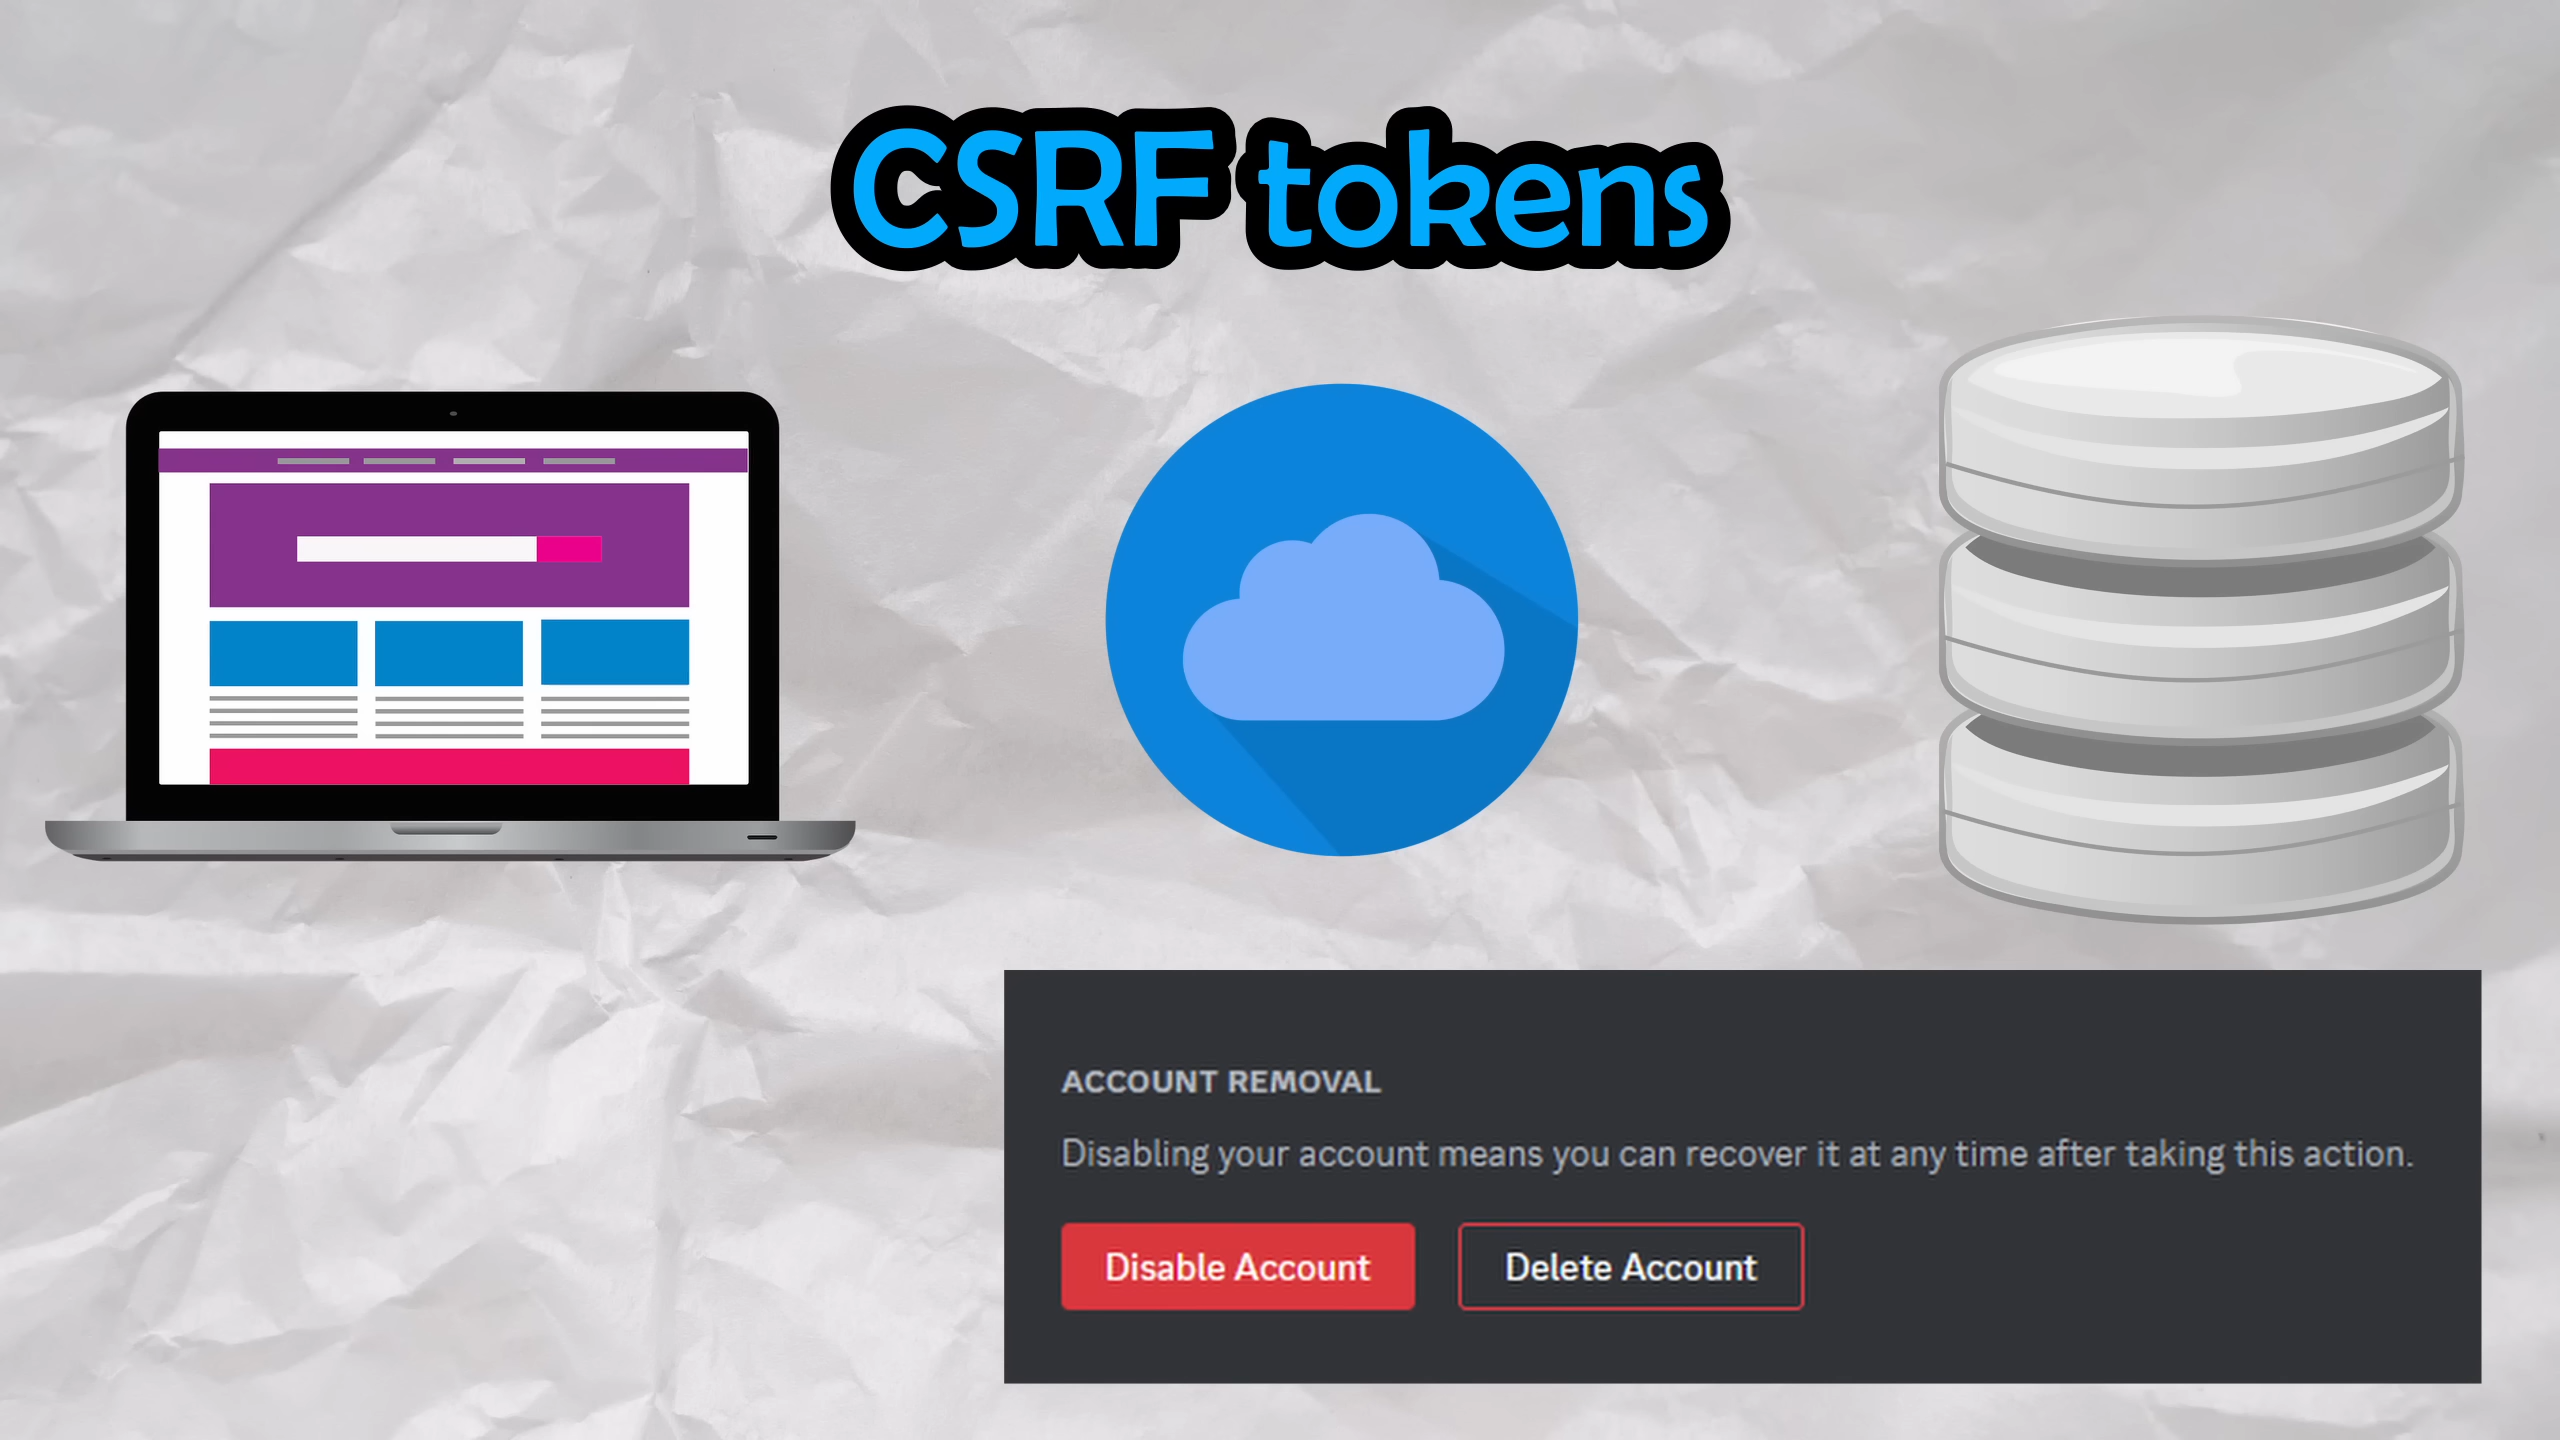 CSRF tokens
ACCOUNT REMOVAL
Disabling your account means you can recover it at any time after taking this action.
Disable Account
Delete Account